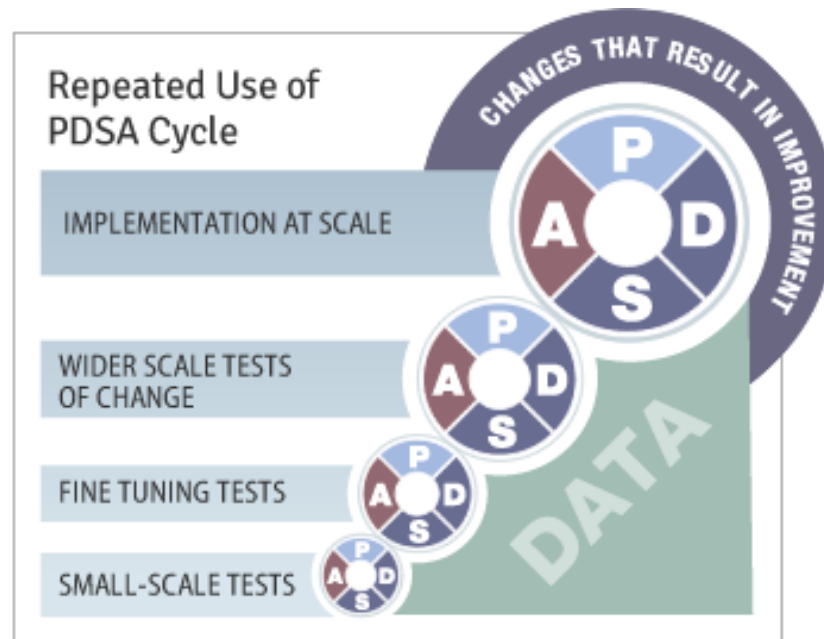 Repeated Use of
PDSA Cycle
CHANGES THAT RESULT IN IMPROVEMENT
IMPLEMENTATION AT SCALE
P
A D
S
WIDER SCALE TESTS
OF CHANGE
P
A D
S
FINE TUNING TESTS
P
A D
S
SMALL-SCALE TESTS
P
A D
S
DATA